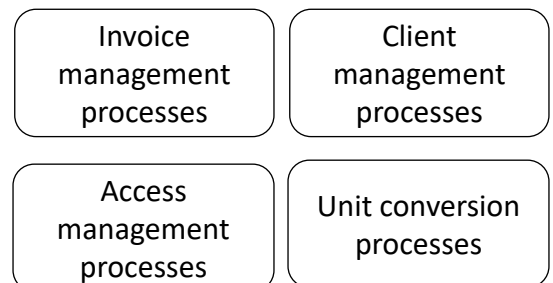 Invoice
management
processes
Client
management
processes
Access
management
processes
Unit conversion
processes